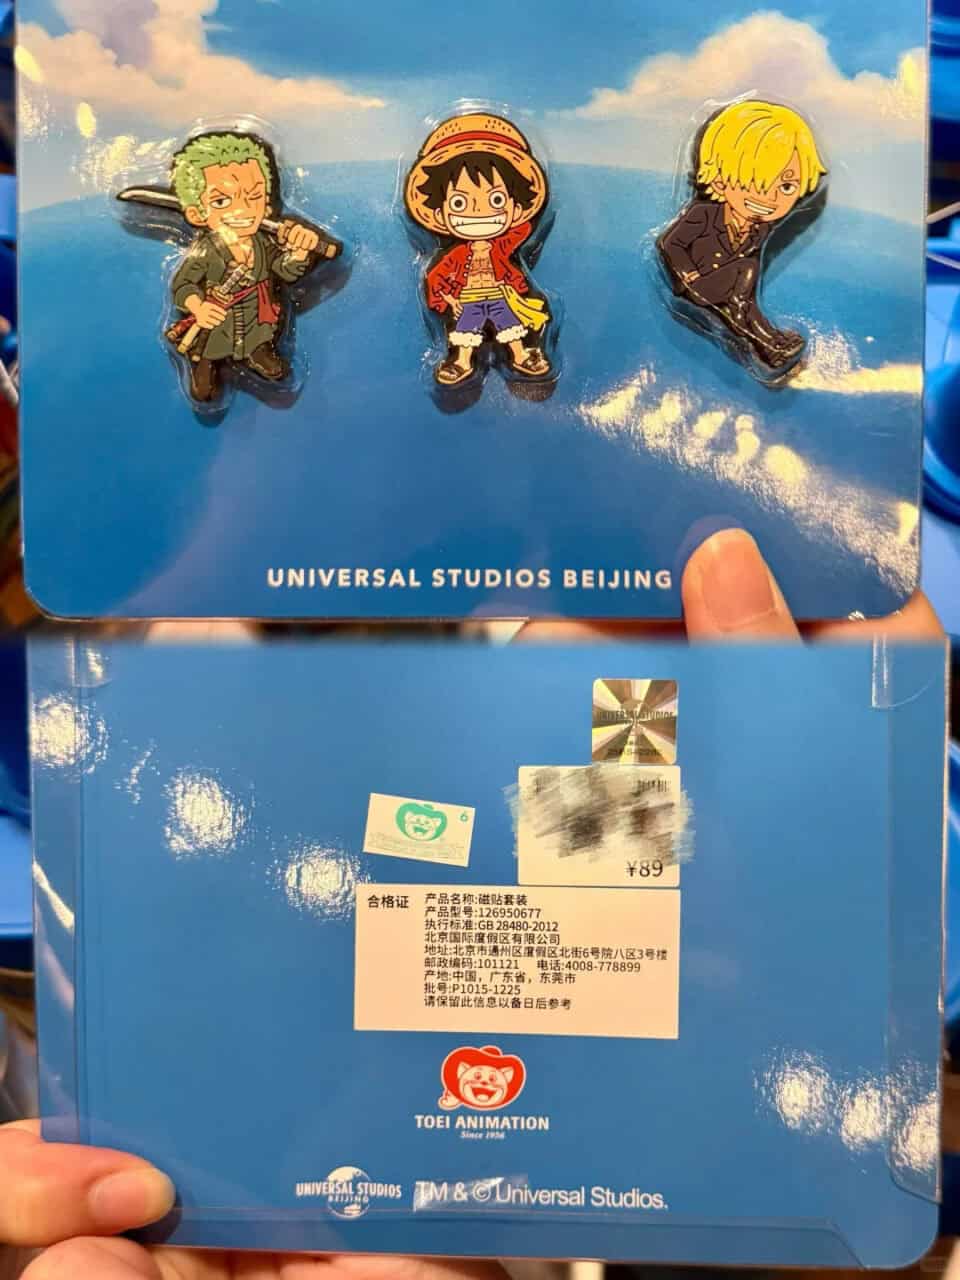 UNIVERSAL STUDIOS BEIJING
UNIVERSAL STUDIOS
6
¥89
合格证
产品名称:磁贴套装
产品型号:126950677
执行标准:GB 28480-2012
北京国际度假区有限公司
地址:北京市通州区度假区北街6号院八区3号楼
邮政编码:101121 电话:4008-778899
产地:中国，广东省，东莞市
批号:P1015-1225
请保留此信息以备日后参考
TOEI ANIMATION
Since 1956
UNIVERSAL STUDIOS
BEIJING
TM & © Universal Studios.